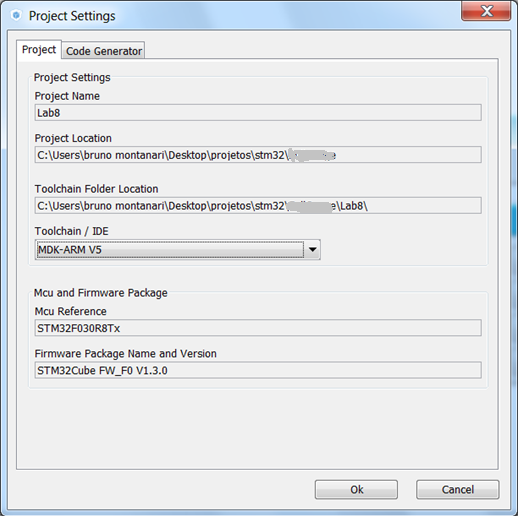 Project Settings
Project
Code Generator
Project Settings
Project Name
Lab8
Project Location
C:\Users\bruno montanari\Desktop\projetos\stm32\
Toolchain Folder Location
C:\Users\bruno montanari\Desktop\projetos\stm32\ \Lab8\
Toolchain / IDE
MDK-ARM V5
Mcu and Firmware Package
Mcu Reference
STM32F030R8Tx
Firmware Package Name and Version
STM32Cube FW_F0 V1.3.0
Ok
Cancel